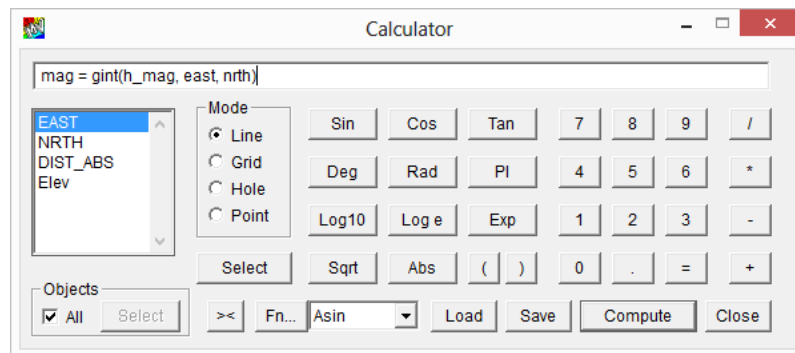 Calculator
mag = gint(h_mag, east, nrth)
EAST
NRTH
DIST_ABS
Elev
Mode
Line
Grid
Hole
Point
Sin Cos Tan 7 8 9 /
Deg Rad PI 4 5 6 *
Log10 Log e Exp 1 2 3 -
Select Sqrt Abs ( ) 0 . = +
Objects
All Select >< Fn... Asin Load Save Compute Close